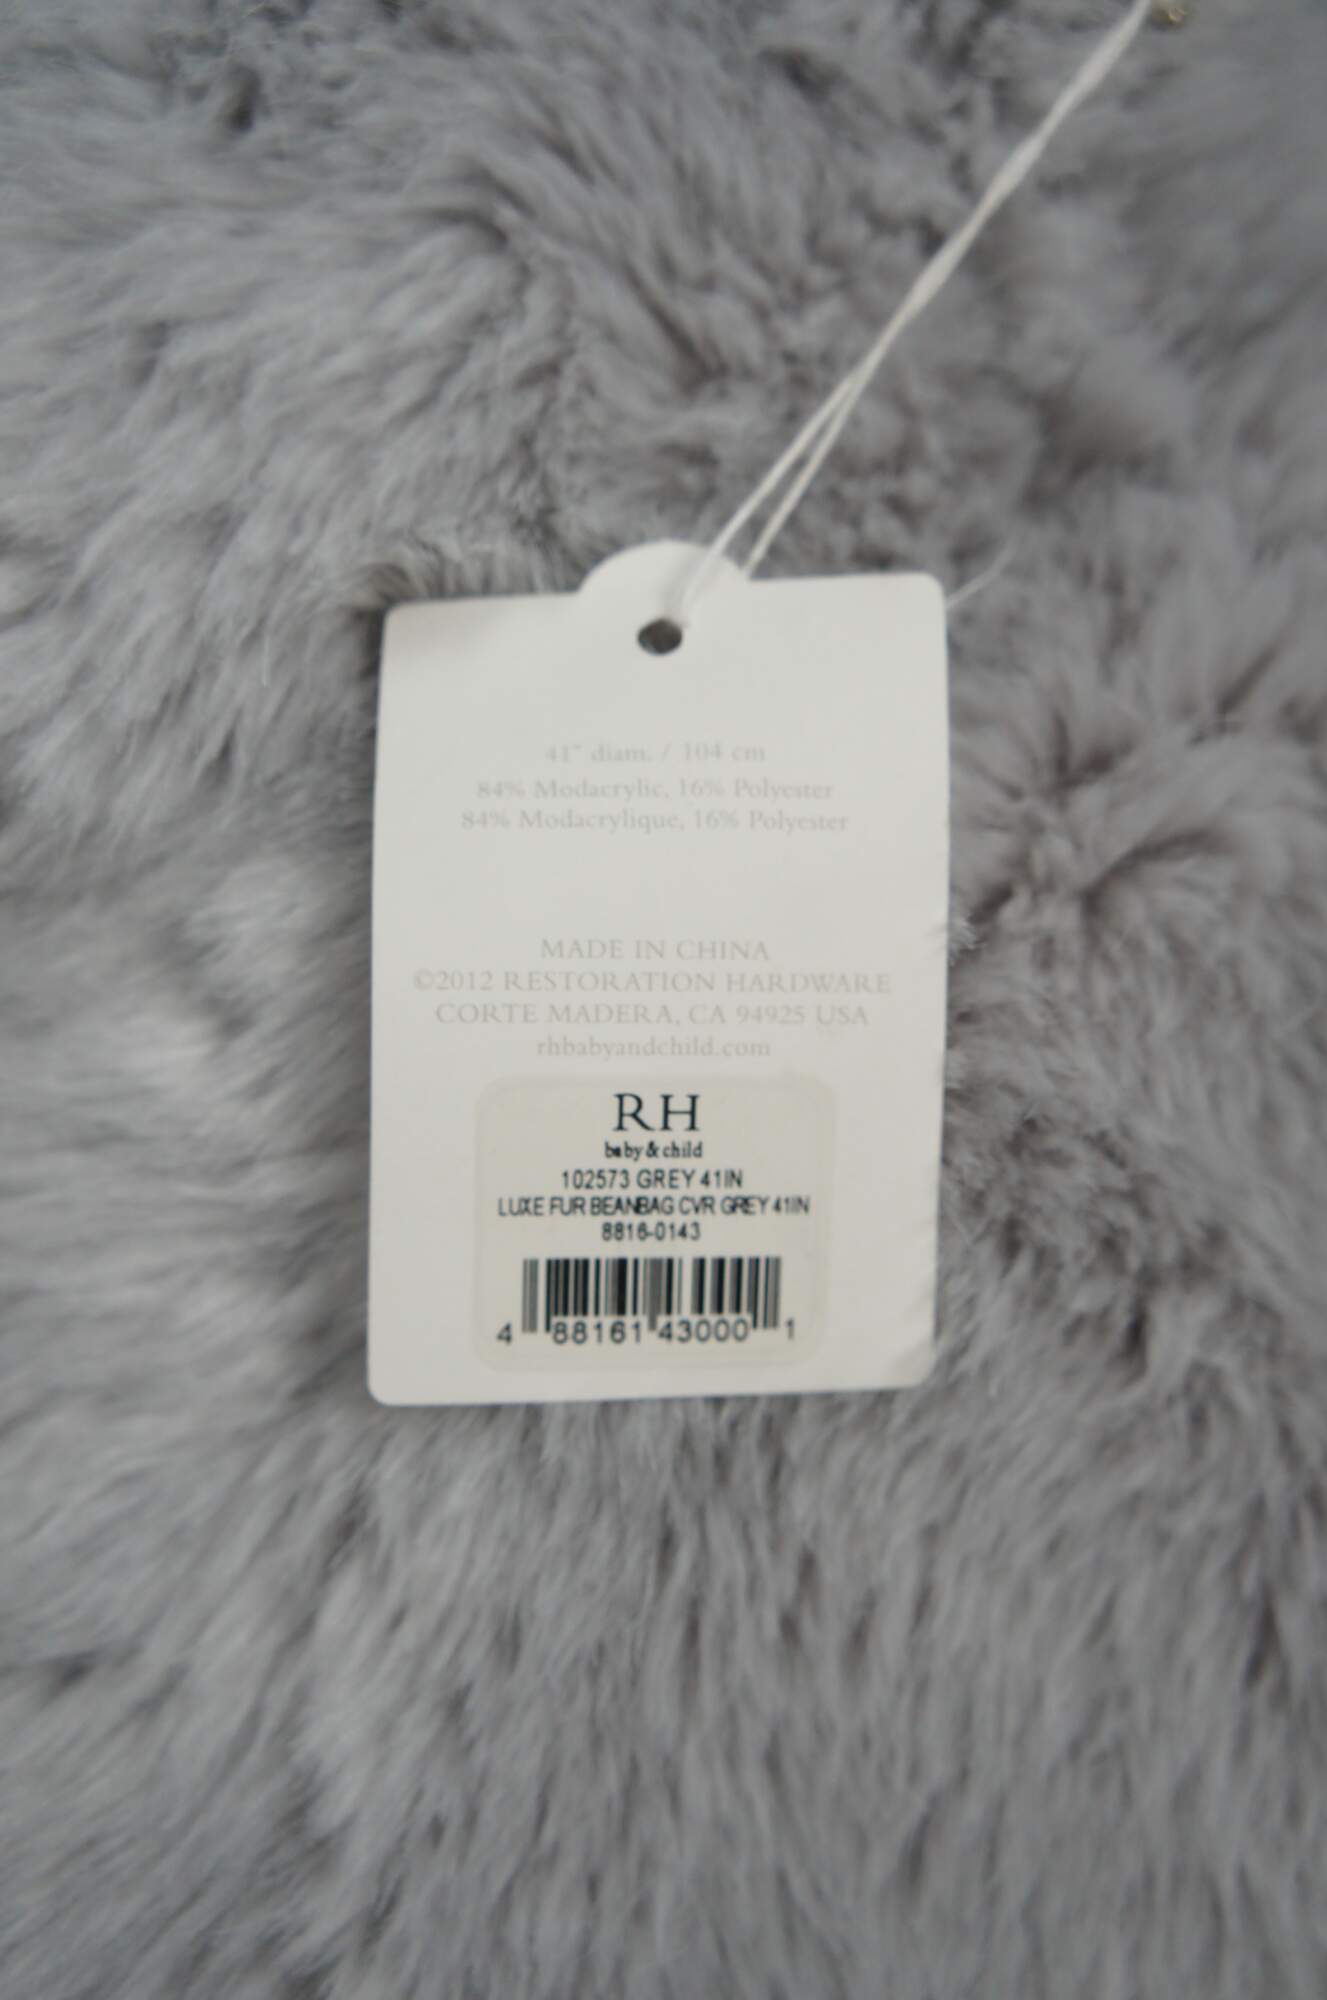 41" diam. / 104 cm
84% Modacrylic, 16% Polyester
84% Modacrylique, 16% Polyester
MADE IN CHINA
©2012 RESTORATION HARDWARE
CORTE MADERA, CA 94925 USA
rhbabyandchild.com
RH
baby & child
102573 GREY 41IN
LUXE FUR BEANBAG CVR GREY 41IN
8816-0143
4 88161 43000 1